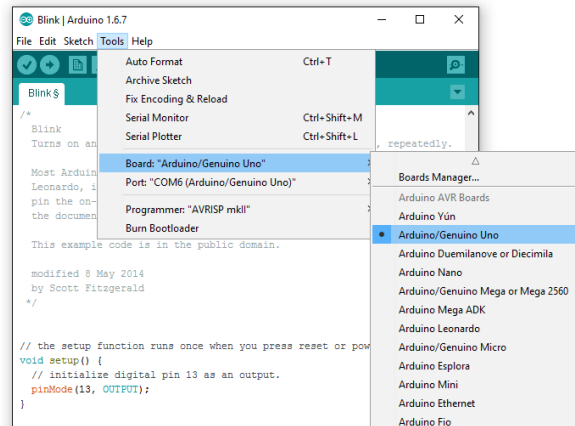 Blink | Arduino 1.6.7
File Edit Sketch Tools Help
Auto Format Ctrl+T
Archive Sketch
Fix Encoding & Reload
Serial Monitor Ctrl+Shift+M
Serial Plotter Ctrl+Shift+L
Board: "Arduino/Genuino Uno"
Port: "COM6 (Arduino/Genuino Uno)"
Programmer: "AVRISP mkII"
Burn Bootloader
Boards Manager...
Arduino AVR Boards
Arduino Yún
Arduino/Genuino Uno
Arduino Duemilanove or Diecimila
Arduino Nano
Arduino/Genuino Mega or Mega 2560
Arduino Mega ADK
Arduino Leonardo
Arduino/Genuino Micro
Arduino Esplora
Arduino Mini
Arduino Ethernet
Arduino Fio
Blink §
/*
Blink
Turns on an , repeatedly.
Most Arduin
Leonardo, i
pin the on-
the documen
This example code is in the public domain.
modified 8 May 2014
by Scott Fitzgerald
*/
// the setup function runs once when you press reset or pow
void setup() {
// initialize digital pin 13 as an output.
pinMode(13, OUTPUT);
}